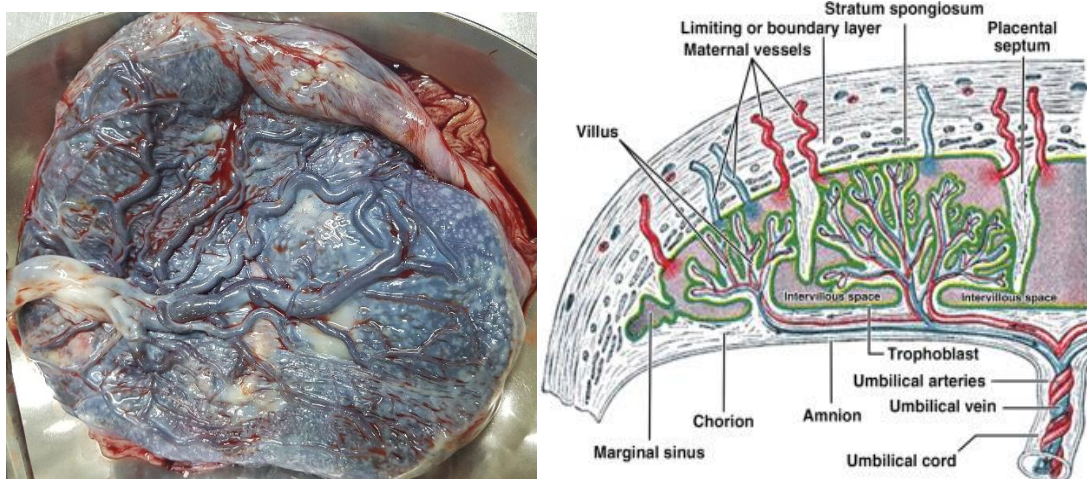 Stratum spongiosum
Limiting or boundary layer
Maternal vessels
Placental
septum
Villus
Intervillous space
Intervillous space
Trophoblast
Umbilical arteries
Umbilical vein
Umbilical cord
Chorion
Amnion
Marginal sinus